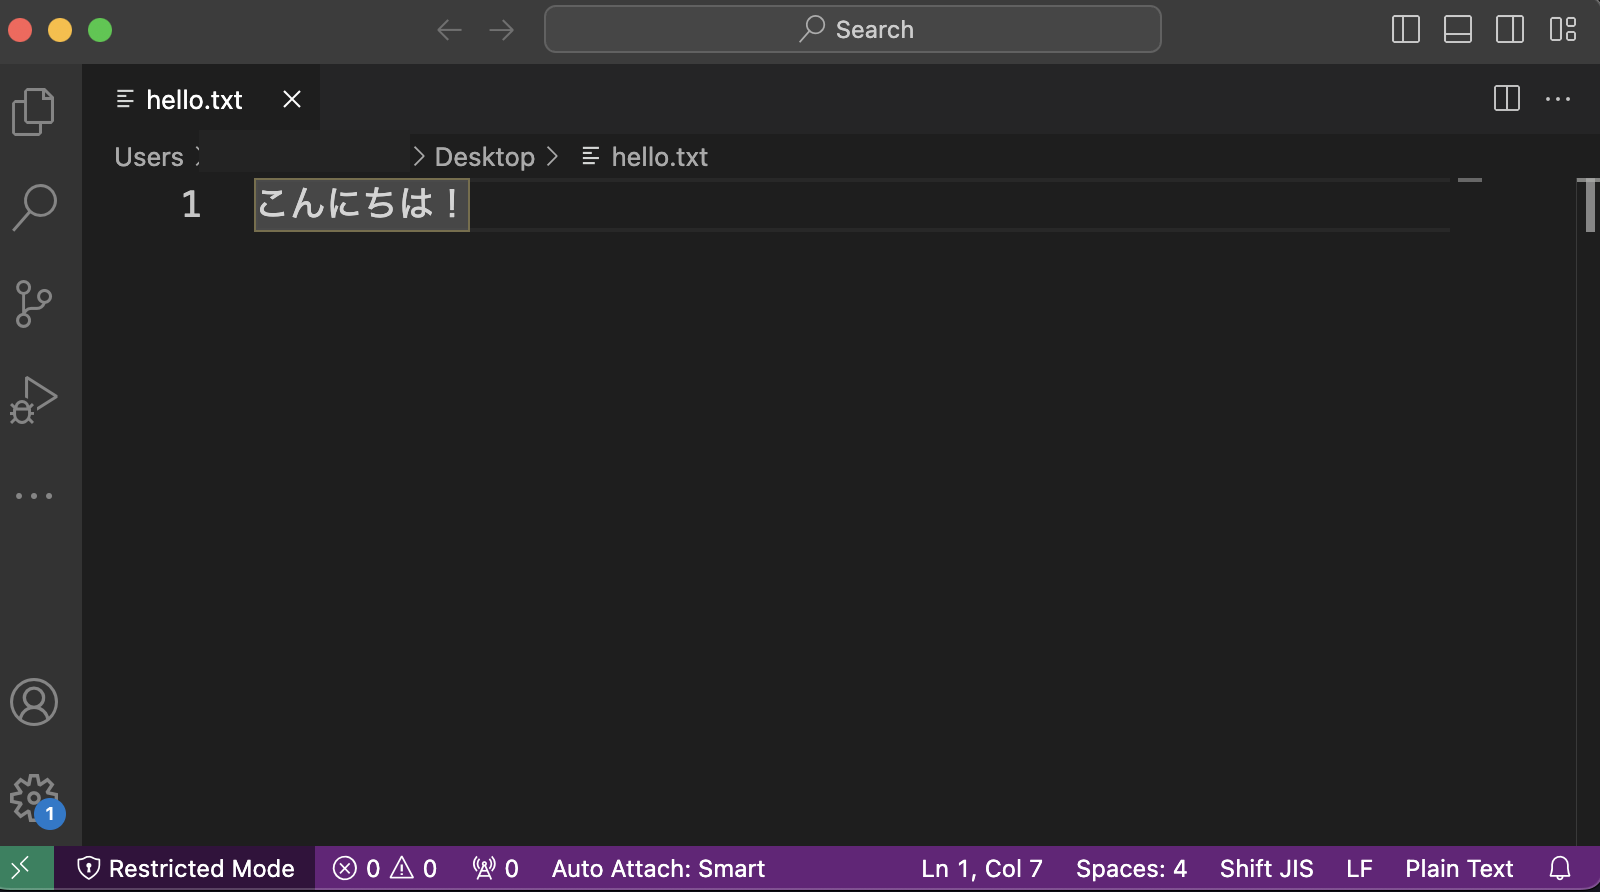 Search
hello.txt
Users > Desktop > hello.txt
1 こんにちは！
1
Restricted Mode 0 0 0 Auto Attach: Smart Ln 1, Col 7 Spaces: 4 Shift JIS LF Plain Text